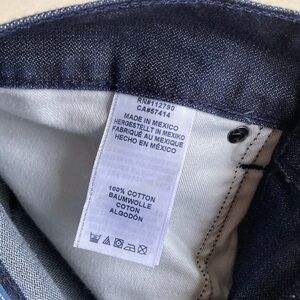 RN#112790
CA#57414
MADE IN MEXICO
HERGESTELLT IN MEXIKO
FABRIQUÉ AU MEXIQUE
HECHO EN MÉXICO
100% COTTON
BAUMWOLLE
COTON
ALGODÓN